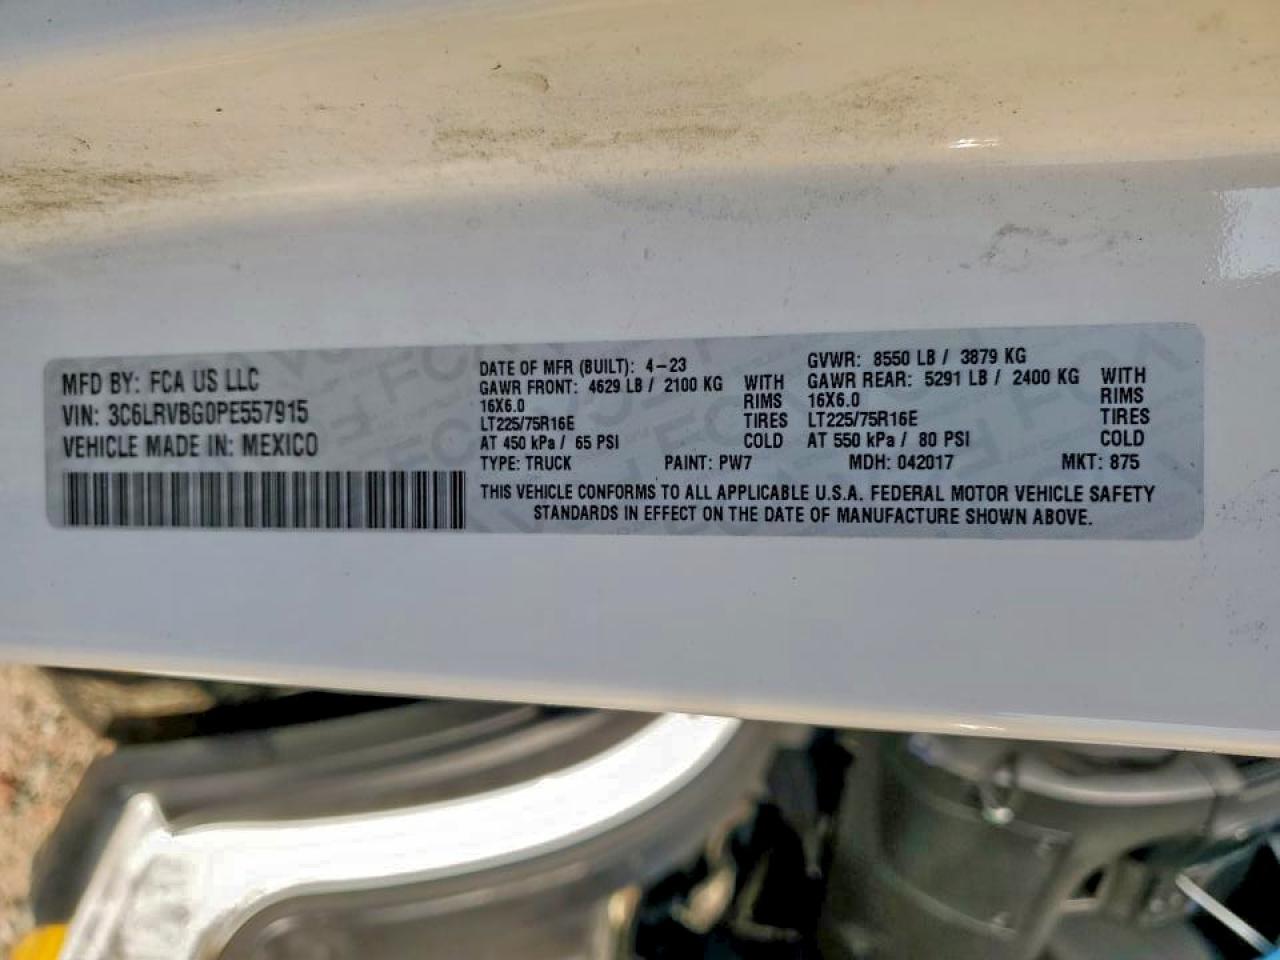 MFD BY: FCA US LLC
VIN: 3C6LRVBG0PE557915
VEHICLE MADE IN: MEXICO
DATE OF MFR (BUILT): 4-23
GAWR FRONT: 4629 LB / 2100 KG WITH
16X6.0 RIMS
LT225/75R16E TIRES
AT 450 kPa / 65 PSI COLD
GVWR: 8550 LB / 3879 KG
GAWR REAR: 5291 LB / 2400 KG WITH
16X6.0 RIMS
LT225/75R16E TIRES
AT 550 kPa / 80 PSI COLD
TYPE: TRUCK PAINT: PW7 MDH: 042017 MKT: 875
THIS VEHICLE CONFORMS TO ALL APPLICABLE U.S.A. FEDERAL MOTOR VEHICLE SAFETY
STANDARDS IN EFFECT ON THE DATE OF MANUFACTURE SHOWN ABOVE.